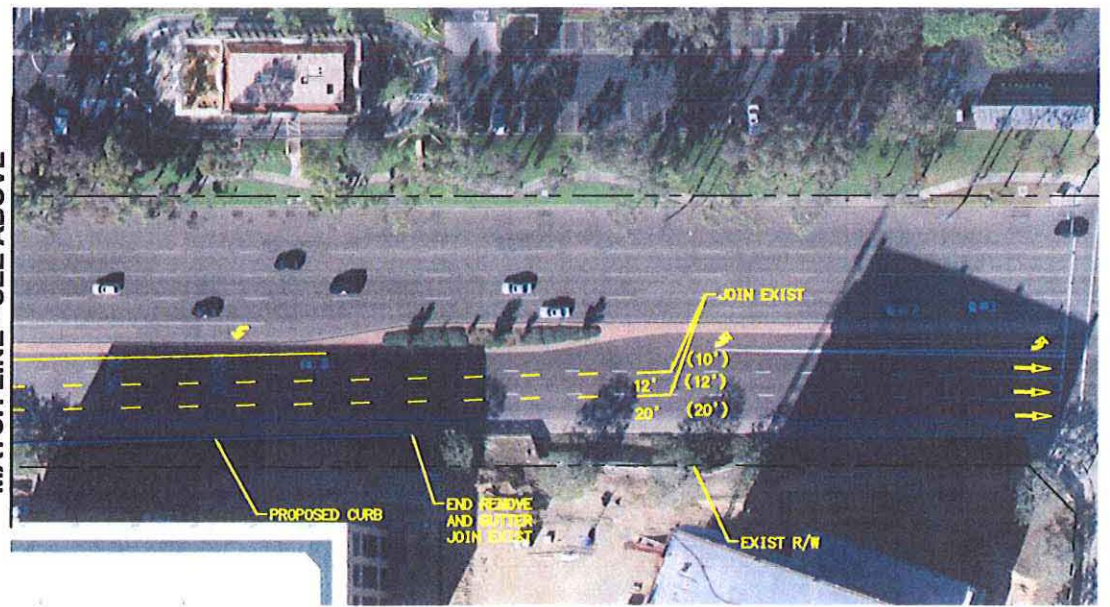 MATCH LINE SEE ABOVE
JOIN EXIST
(10')
12' (12')
20' (20')
PROPOSED CURB
END REMOVE
AND GUTTER
JOIN EXIST
EXIST R/W